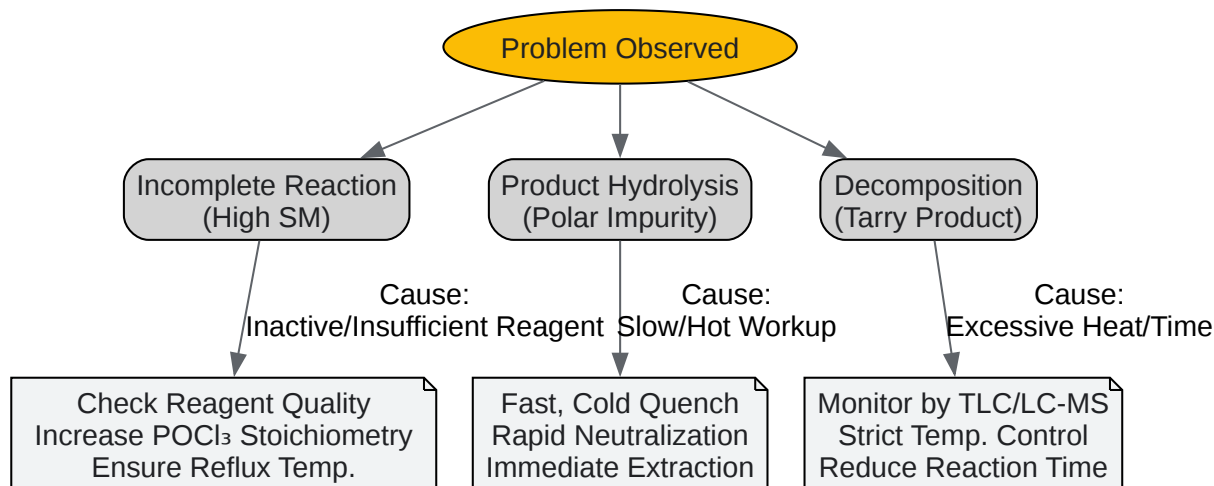 Problem Observed
Incomplete Reaction
(High SM)
Product Hydrolysis
(Polar Impurity)
Decomposition
(Tarry Product)
Cause:
Inactive/Insufficient Reagent
Cause:
Slow/Hot Workup
Cause:
Excessive Heat/Time
Check Reagent Quality
Increase POCl₃ Stoichiometry
Ensure Reflux Temp.
Fast, Cold Quench
Rapid Neutralization
Immediate Extraction
Monitor by TLC/LC-MS
Strict Temp. Control
Reduce Reaction Time